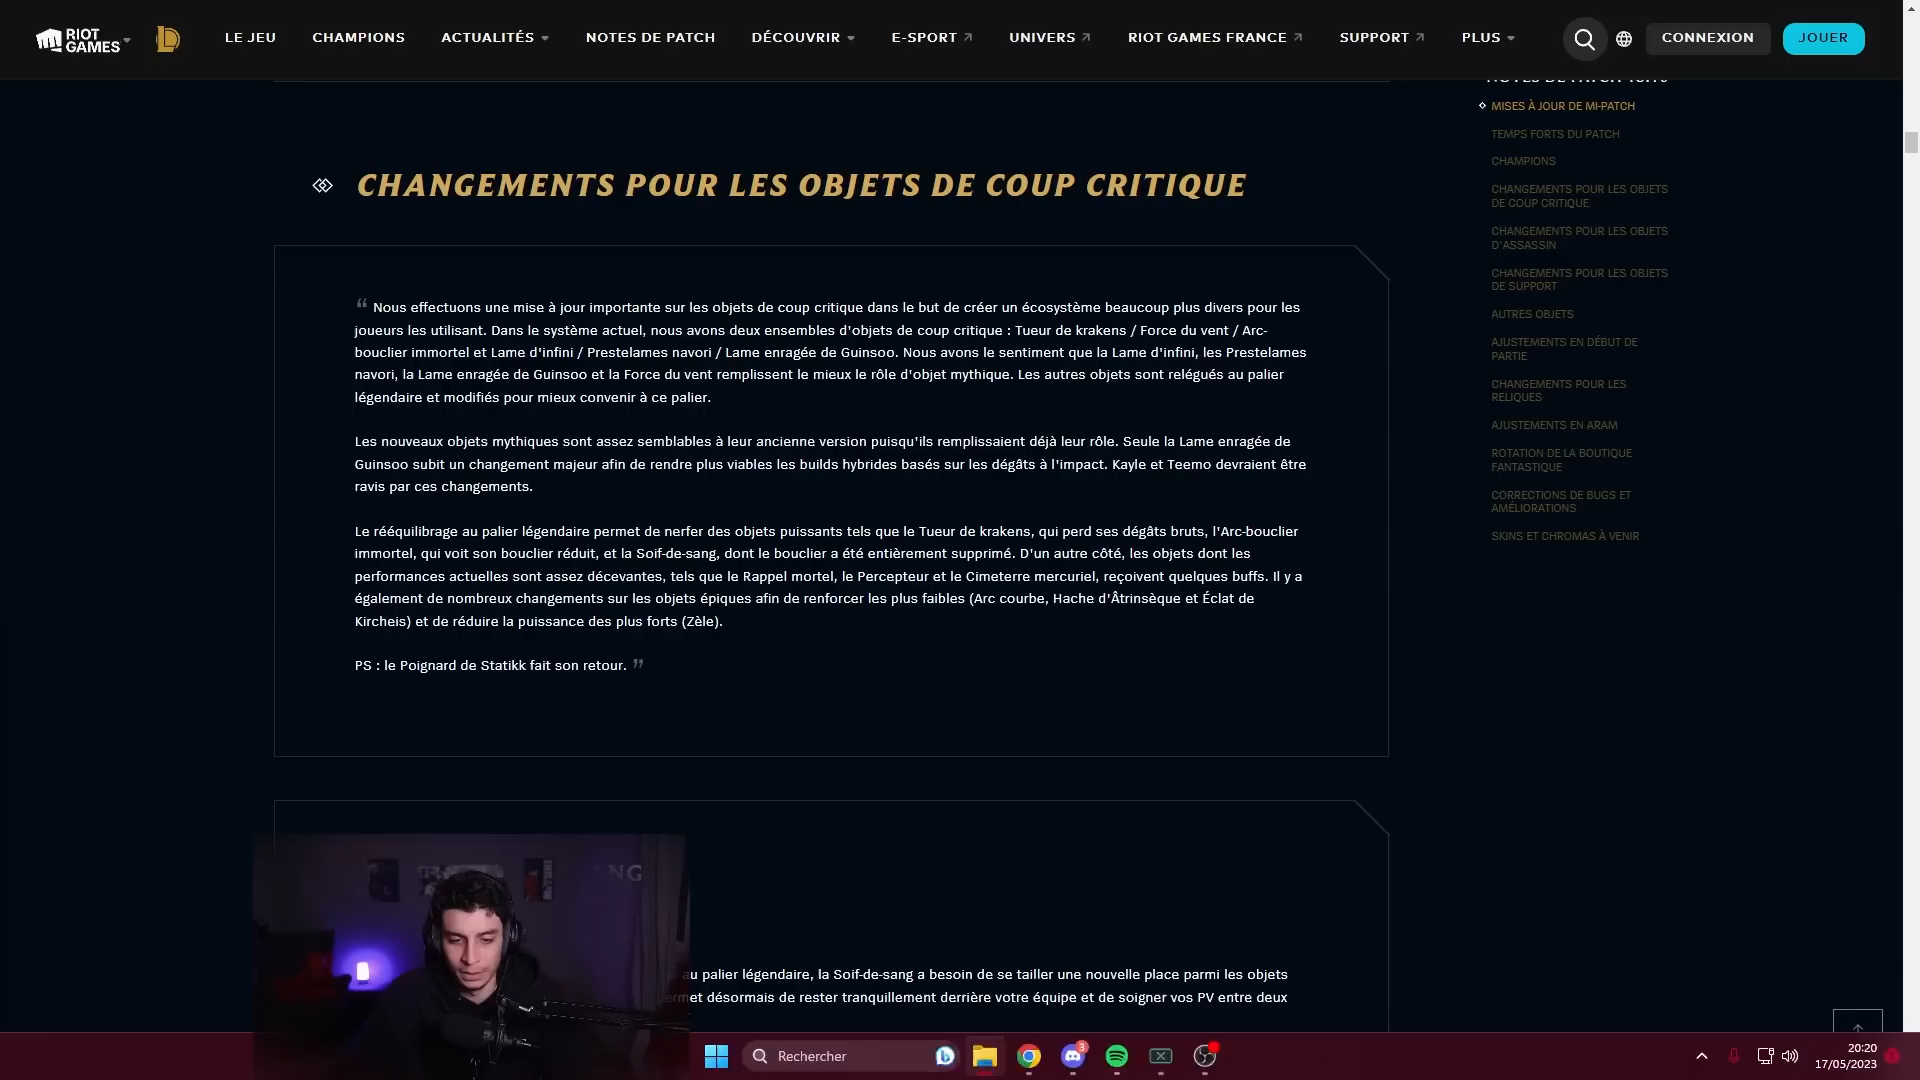 RIOT GAMES
LE JEU
CHAMPIONS
ACTUALITÉS
NOTES DE PATCH
DÉCOUVRIR
E-SPORT
UNIVERS
RIOT GAMES FRANCE
SUPPORT
PLUS
CONNEXION
JOUER
CHANGEMENTS POUR LES OBJETS DE COUP CRITIQUE
“ Nous effectuons une mise à jour importante sur les objets de coup critique dans le but de créer un écosystème beaucoup plus divers pour les
joueurs les utilisant. Dans le système actuel, nous avons deux ensembles d'objets de coup critique : Tueur de krakens / Force du vent / Arc-
bouclier immortel et Lame d'infini / Prestelames navori / Lame enragée de Guinsoo. Nous avons le sentiment que la Lame d'infini, les Prestelames
navori, la Lame enragée de Guinsoo et la Force du vent remplissent le mieux le rôle d'objet mythique. Les autres objets sont relégués au palier
légendaire et modifiés pour mieux convenir à ce palier.
Les nouveaux objets mythiques sont assez semblables à leur ancienne version puisqu'ils remplissaient déjà leur rôle. Seule la Lame enragée de
Guinsoo subit un changement majeur afin de rendre plus viables les builds hybrides basés sur les dégâts à l'impact. Kayle et Teemo devraient être
ravis par ces changements.
Le rééquilibrage au palier légendaire permet de nerfer des objets puissants tels que le Tueur de krakens, qui perd ses dégâts bruts, l'Arc-bouclier
immortel, qui voit son bouclier réduit, et la Soif-de-sang, dont le bouclier a été entièrement supprimé. D'un autre côté, les objets dont les
performances actuelles sont assez décevantes, tels que le Rappel mortel, le Percepteur et le Cimeterre mercuriel, reçoivent quelques buffs. Il y a
également de nombreux changements sur les objets épiques afin de renforcer les plus faibles (Arc courbe, Hache d'Âtrinsèque et Éclat de
Kircheis) et de réduire la puissance des plus forts (Zèle).
PS : le Poignard de Statikk fait son retour. ”
au palier légendaire, la Soif-de-sang a besoin de se tailler une nouvelle place parmi les objets
désormais de rester tranquillement derrière votre équipe et de soigner vos PV entre deux
MISES À JOUR DE MI-PATCH
TEMPS FORTS DU PATCH
CHAMPIONS
CHANGEMENTS POUR LES OBJETS
DE COUP CRITIQUE
CHANGEMENTS POUR LES OBJETS
D'ASSASSIN
CHANGEMENTS POUR LES OBJETS
DE SUPPORT
AUTRES OBJETS
AJUSTEMENTS EN DÉBUT DE
PARTIE
CHANGEMENTS POUR LES
RELIQUES
AJUSTEMENTS EN ARAM
ROTATION DE LA BOUTIQUE
FANTASTIQUE
CORRECTIONS DE BUGS ET
AMÉLIORATIONS
SKINS ET CHROMAS À VENIR
Rechercher
3
20:20
17/05/2023